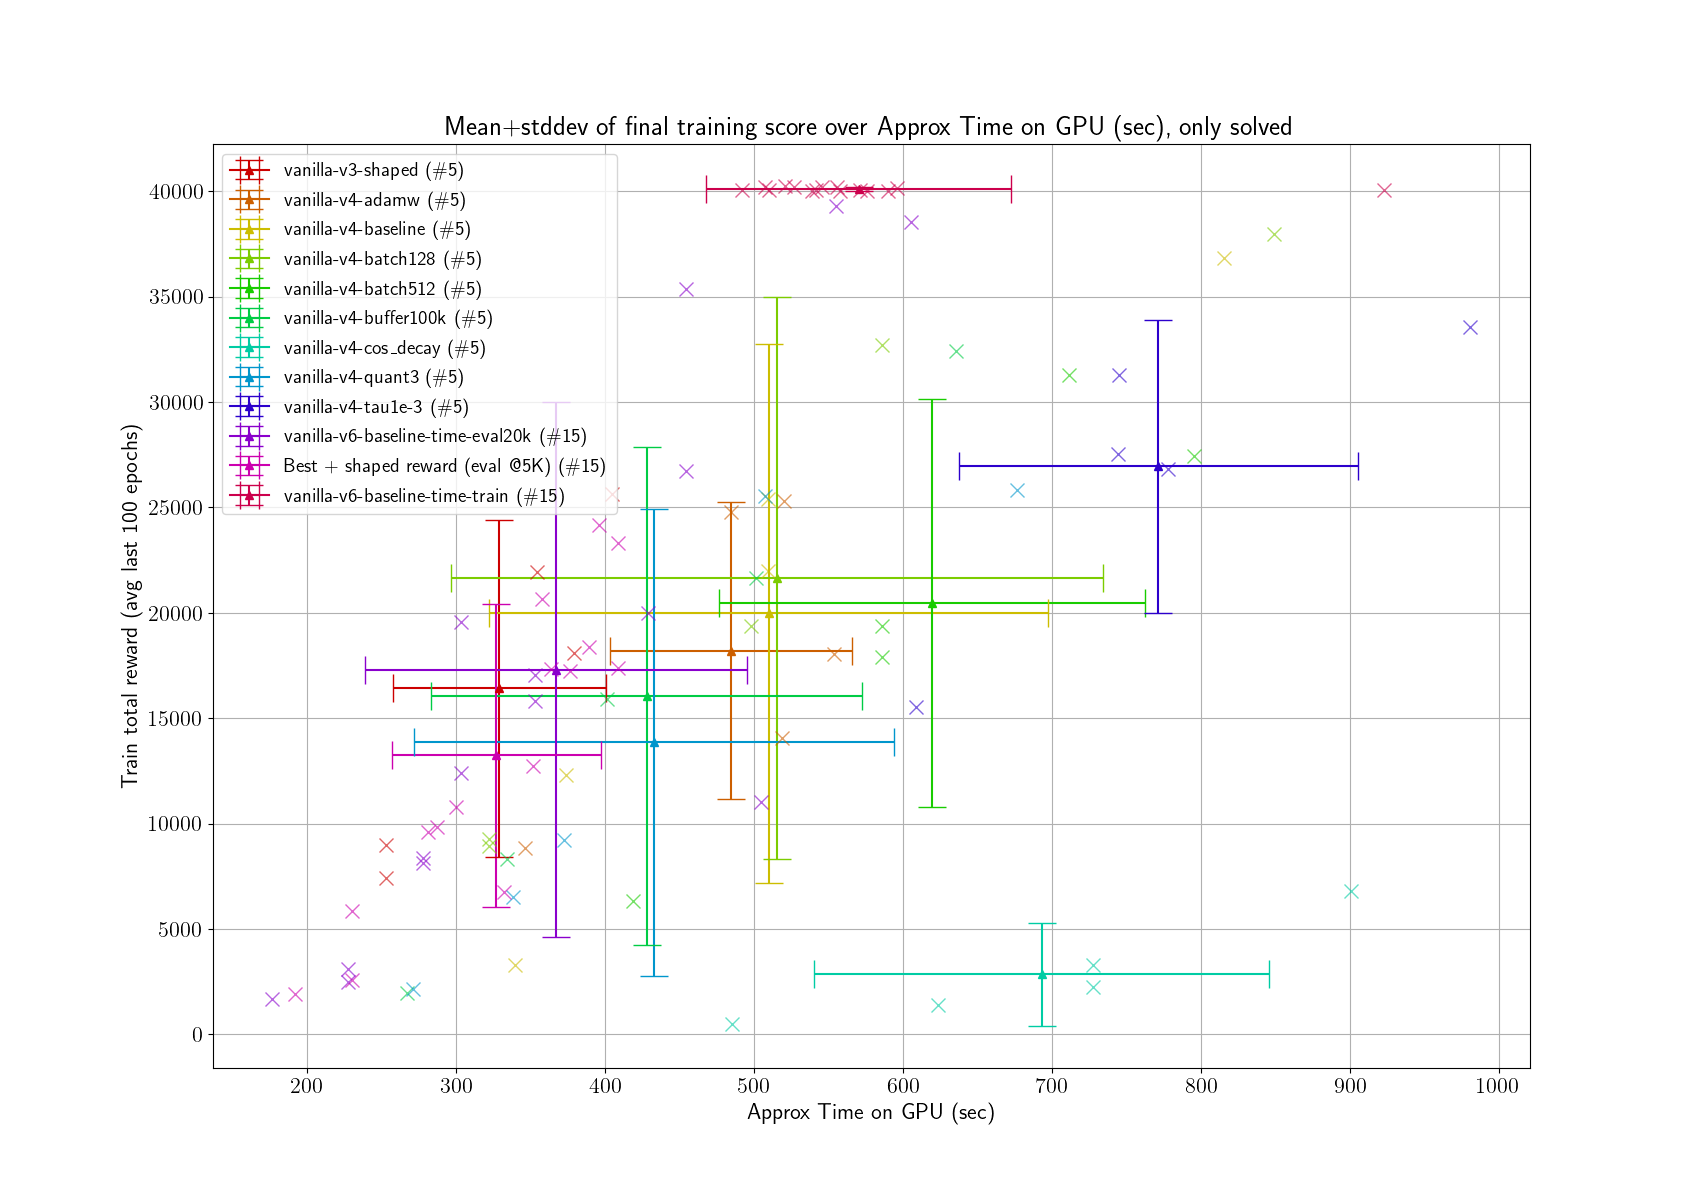 Mean+stddev of final training score over Approx Time on GPU (sec), only solved
vanilla-v3-shaped (#5)
vanilla-v4-adamw (#5)
vanilla-v4-baseline (#5)
vanilla-v4-batch128 (#5)
vanilla-v4-batch512 (#5)
vanilla-v4-buffer100k (#5)
vanilla-v4-cos_decay (#5)
vanilla-v4-quant3 (#5)
vanilla-v4-tau1e-3 (#5)
vanilla-v6-baseline-time-eval20k (#15)
Best + shaped reward (eval @5K) (#15)
vanilla-v6-baseline-time-train (#15)
Train total reward (avg last 100 epochs)
40000
35000
30000
25000
20000
15000
10000
5000
0
200 300 400 500 600 700 800 900 1000
Approx Time on GPU (sec)